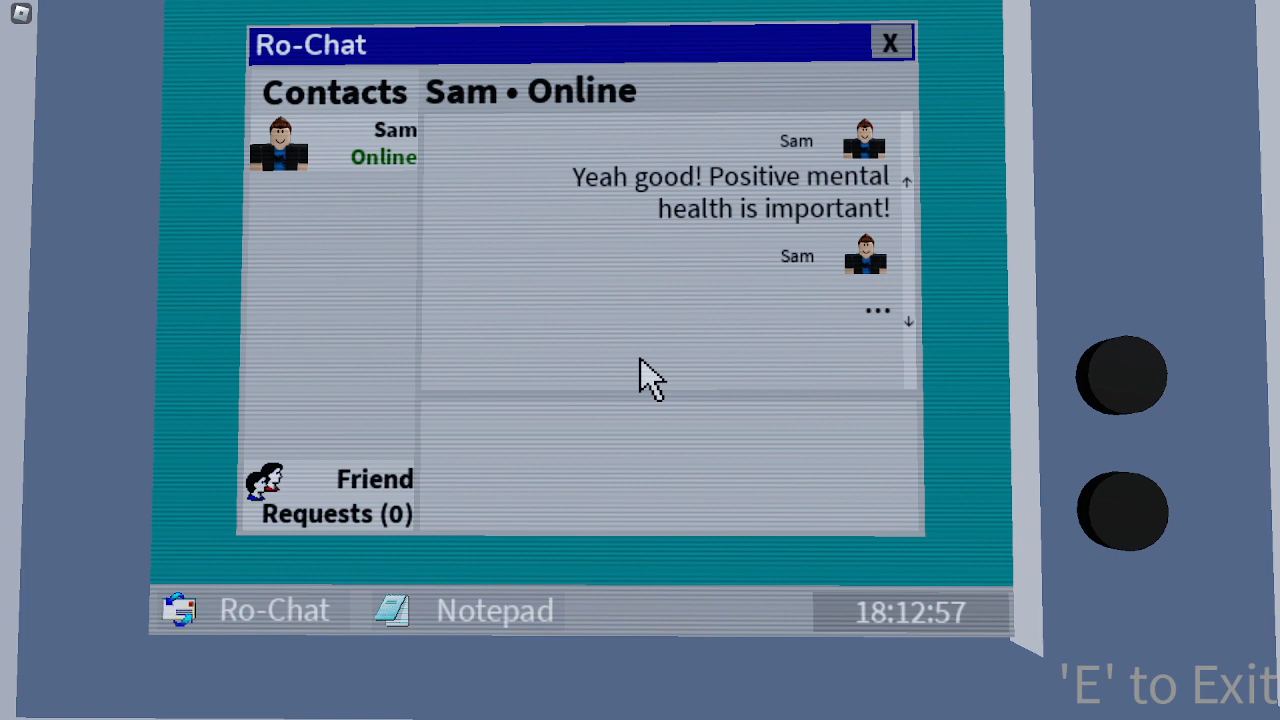 Ro-Chat
X
Contacts
Sam • Online
Sam
Online
Sam
Yeah good! Positive mental
health is important!
Sam
...
Friend
Requests (0)
Ro-Chat
Notepad
18:12:57
'E' to Exit